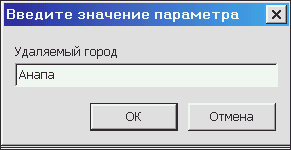 Введите значение параметра
Удаляемый город
Анапа
ОК
Отмена